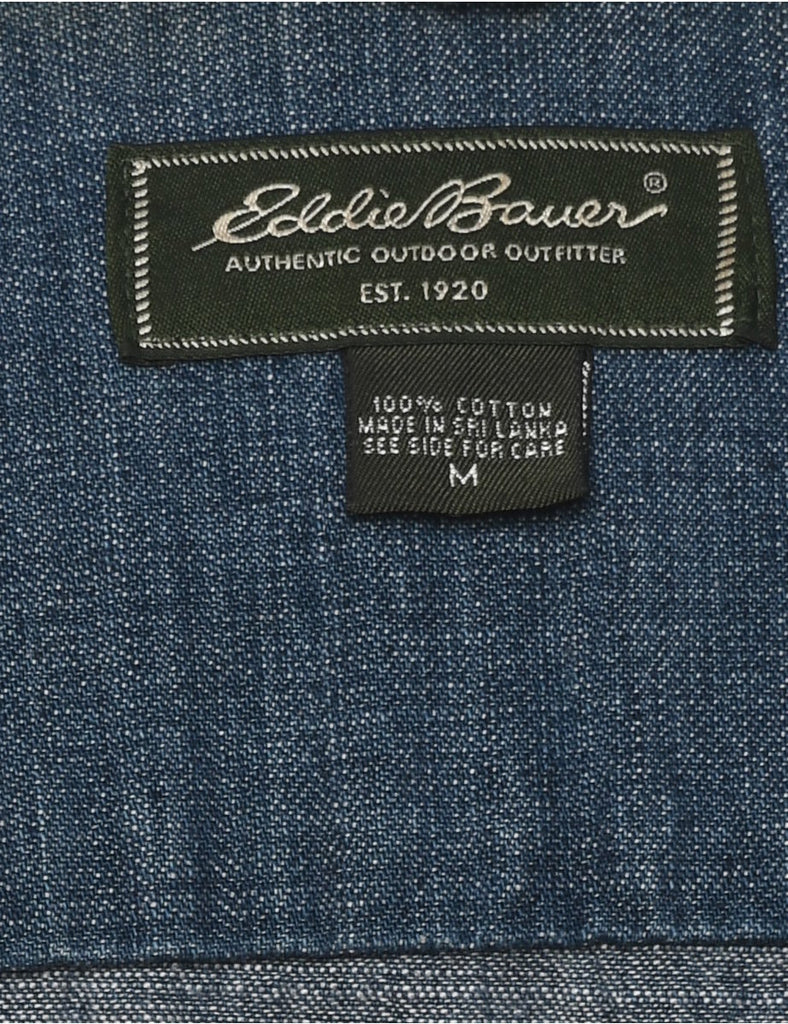 Eddie Bauer®
AUTHENTIC OUTDOOR OUTFITTER
EST. 1920
100% COTTON
MADE IN SRI LANKA
SEE SIDE FOR CARE
M